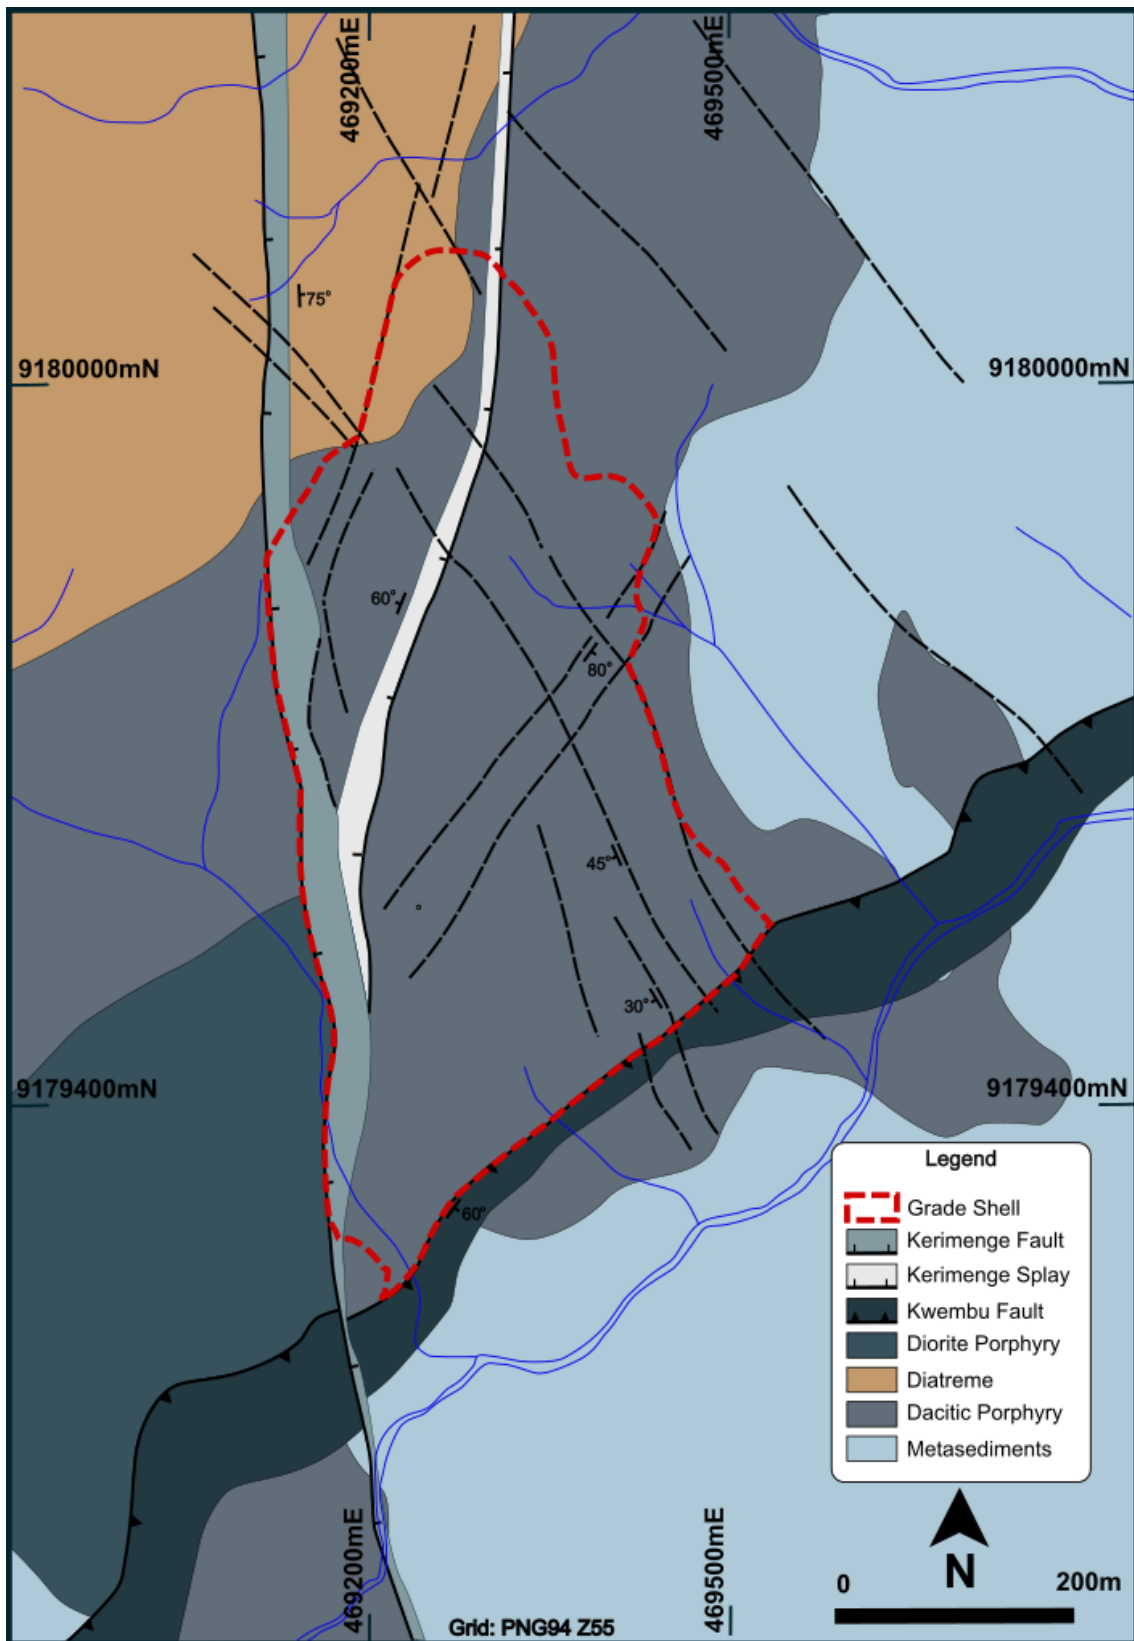 469200mE
469500mE
75°
9180000mN
9180000mN
60°
80°
45°
°
30°
9179400mN
9179400mN
60°
Legend
Grade Shell
Kerimenge Fault
Kerimenge Splay
Kwembu Fault
Diorite Porphyry
Diatreme
Dacitic Porphyry
Metasediments
N
0
200m
469200mE
469500mE
Grid: PNG94 Z55